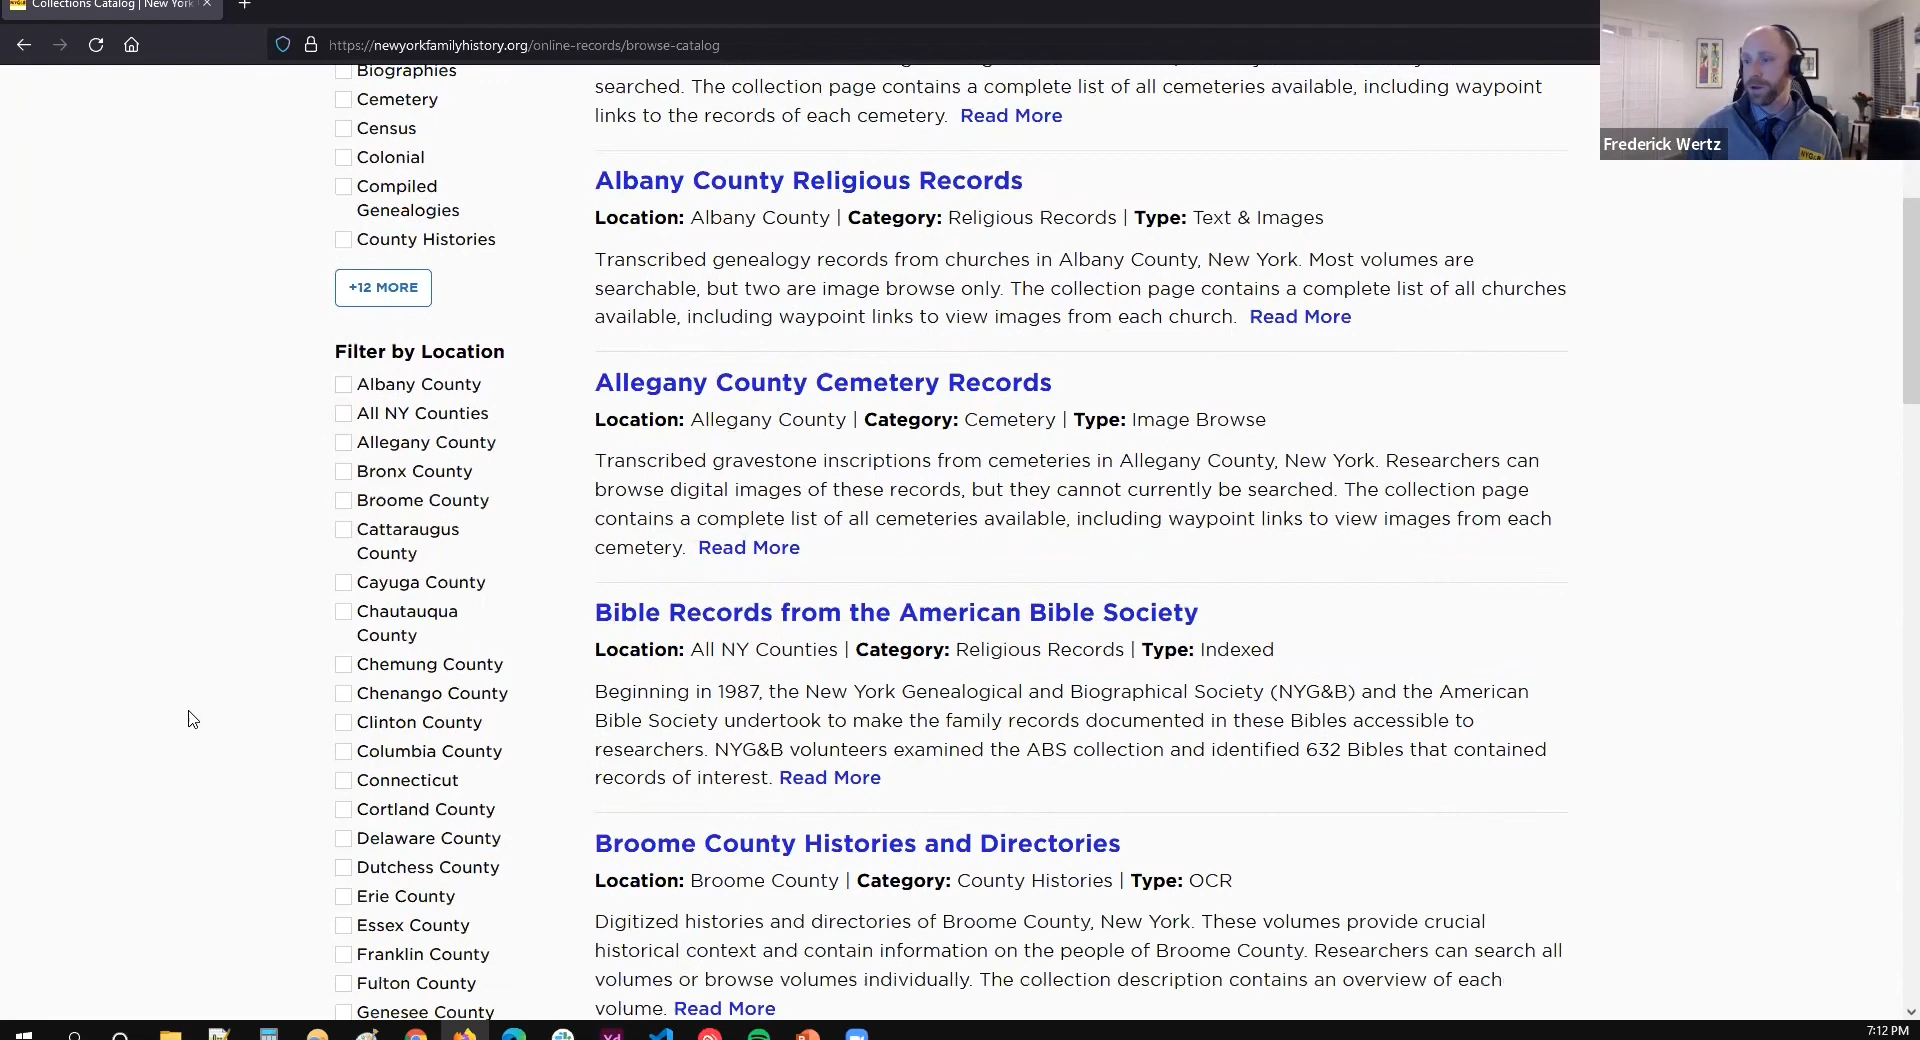 Collections Catalog | New York
https://newyorkfamilyhistory.org/online-records/browse-catalog
Frederick Wertz
Biographies
Cemetery
Census
Colonial
Compiled
Genealogies
County Histories
+12 MORE
Filter by Location
Albany County
All NY Counties
Allegany County
Bronx County
Broome County
Cattaraugus
County
Cayuga County
Chautauqua
County
Chemung County
Chenango County
Clinton County
Columbia County
Connecticut
Cortland County
Delaware County
Dutchess County
Erie County
Essex County
Franklin County
Fulton County
Genesee County
searched. The collection page contains a complete list of all cemeteries available, including waypoint
links to the records of each cemetery. Read More
Albany County Religious Records
Location: Albany County | Category: Religious Records | Type: Text & Images
Transcribed genealogy records from churches in Albany County, New York. Most volumes are
searchable, but two are image browse only. The collection page contains a complete list of all churches
available, including waypoint links to view images from each church. Read More
Allegany County Cemetery Records
Location: Allegany County | Category: Cemetery | Type: Image Browse
Transcribed gravestone inscriptions from cemeteries in Allegany County, New York. Researchers can
browse digital images of these records, but they cannot currently be searched. The collection page
contains a complete list of all cemeteries available, including waypoint links to view images from each
cemetery. Read More
Bible Records from the American Bible Society
Location: All NY Counties | Category: Religious Records | Type: Indexed
Beginning in 1987, the New York Genealogical and Biographical Society (NYG&B) and the American
Bible Society undertook to make the family records documented in these Bibles accessible to
researchers. NYG&B volunteers examined the ABS collection and identified 632 Bibles that contained
records of interest. Read More
Broome County Histories and Directories
Location: Broome County | Category: County Histories | Type: OCR
Digitized histories and directories of Broome County, New York. These volumes provide crucial
historical context and contain information on the people of Broome County. Researchers can search all
volumes or browse volumes individually. The collection description contains an overview of each
volume. Read More
7:12 PM